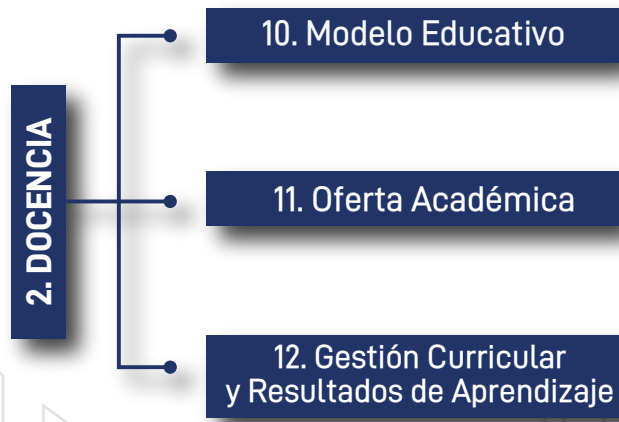 2. DOCENCIA
10. Modelo Educativo
11. Oferta Académica
12. Gestión Curricular
y Resultados de Aprendizaje